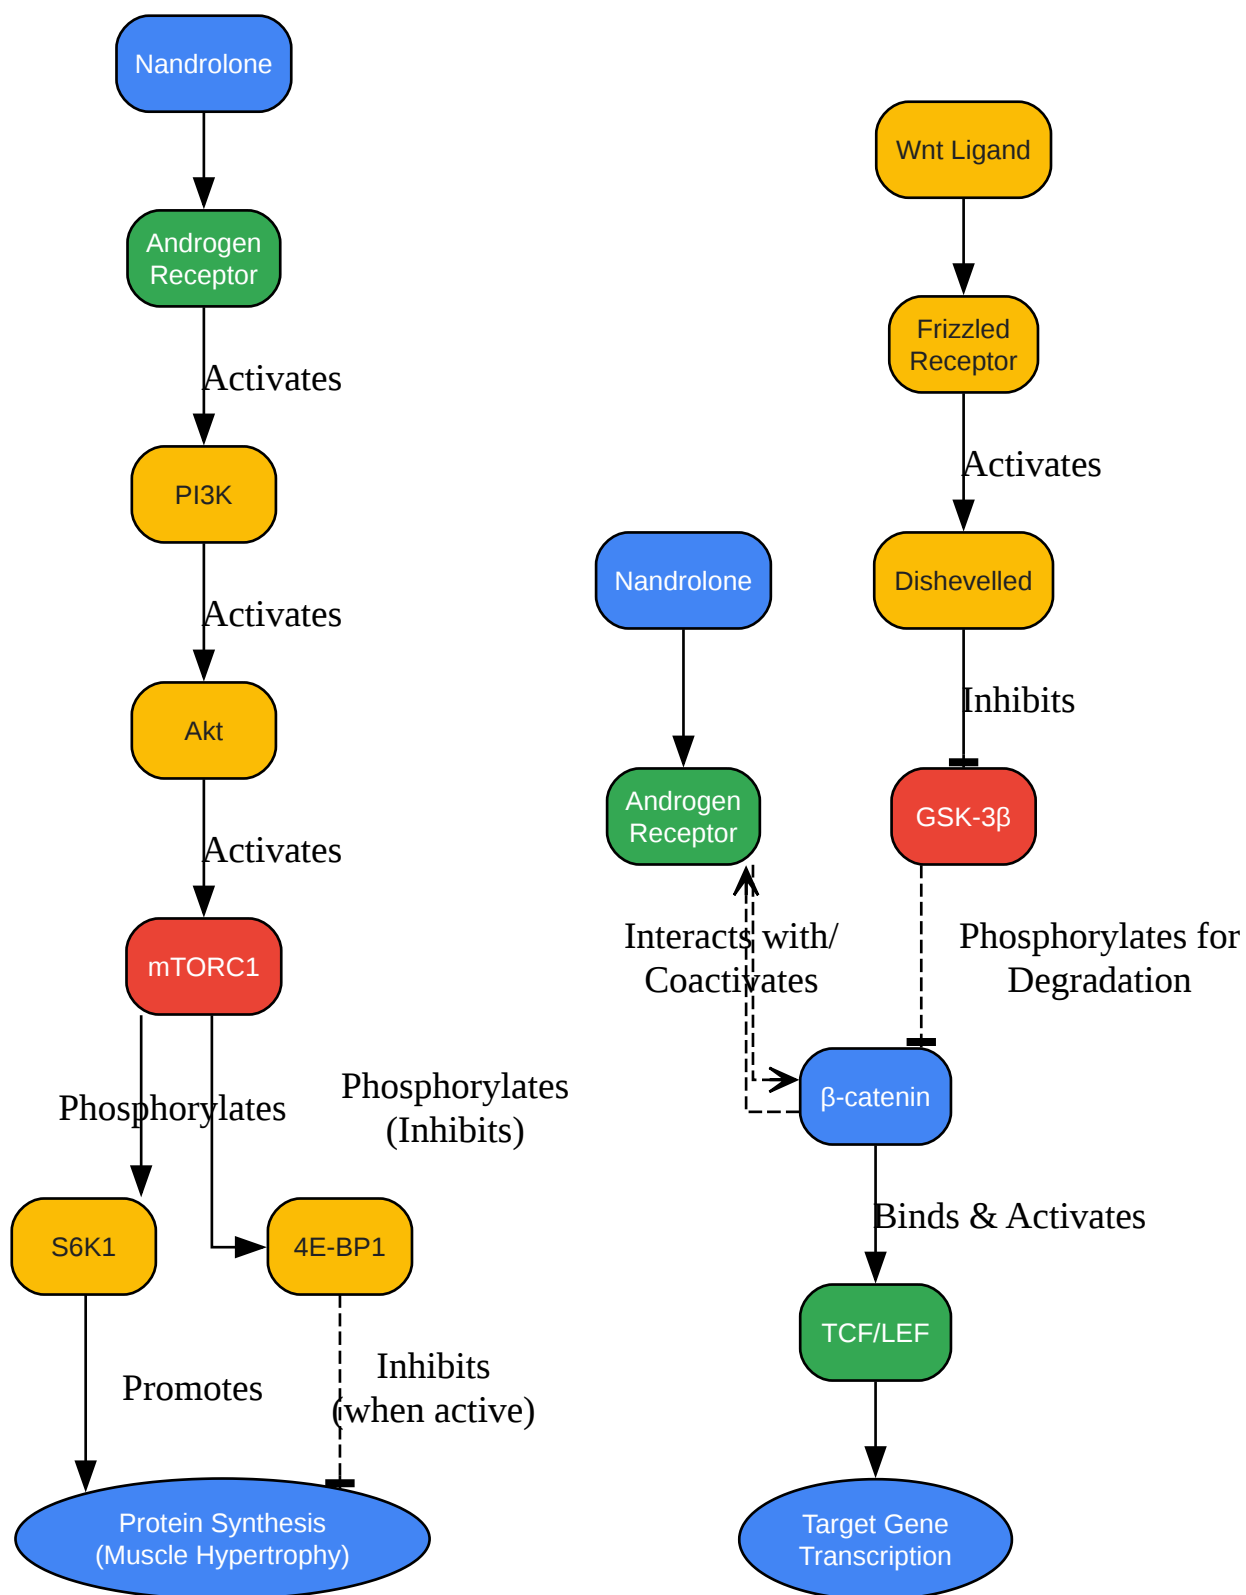 Nandrolone
Androgen
Receptor
Activates
PI3K
Activates
Akt
Activates
mTORC1
Phosphorylates
Phosphorylates
(Inhibits)
S6K1
4E-BP1
Promotes
Inhibits
(when active)
Protein Synthesis
(Muscle Hypertrophy)
Wnt Ligand
Frizzled
Receptor
Activates
Nandrolone
Dishevelled
Inhibits
Androgen
Receptor
GSK-3β
Interacts with/
Coactivates
Phosphorylates for
Degradation
β-catenin
Binds & Activates
TCF/LEF
Target Gene
Transcription